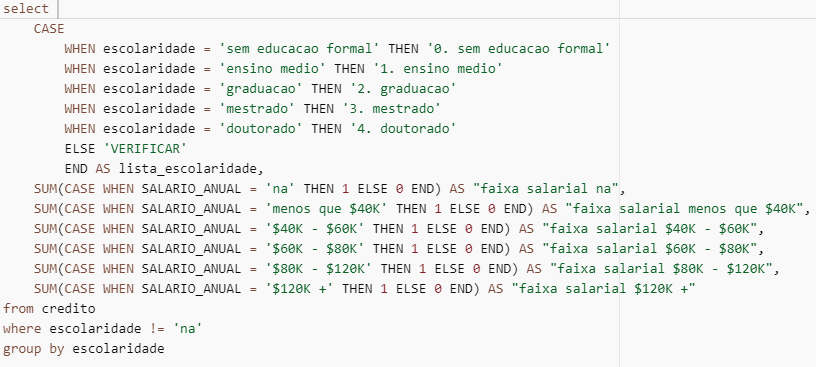 select
CASE
WHEN escolaridade = 'sem educacao formal' THEN '0. sem educacao formal'
WHEN escolaridade = 'ensino medio' THEN '1. ensino medio'
WHEN escolaridade = 'graduacao' THEN '2. graduacao'
WHEN escolaridade = 'mestrado' THEN '3. mestrado'
WHEN escolaridade = 'doutorado' THEN '4. doutorado'
ELSE 'VERIFICAR'
END AS lista_escolaridade,
SUM(CASE WHEN SALARIO_ANUAL = 'na' THEN 1 ELSE 0 END) AS "faixa salarial na",
SUM(CASE WHEN SALARIO_ANUAL = 'menos que $40K' THEN 1 ELSE 0 END) AS "faixa salarial menos que $40K",
SUM(CASE WHEN SALARIO_ANUAL = '$40K - $60K' THEN 1 ELSE 0 END) AS "faixa salarial $40K - $60K",
SUM(CASE WHEN SALARIO_ANUAL = '$60K - $80K' THEN 1 ELSE 0 END) AS "faixa salarial $60K - $80K",
SUM(CASE WHEN SALARIO_ANUAL = '$80K - $120K' THEN 1 ELSE 0 END) AS "faixa salarial $80K - $120K",
SUM(CASE WHEN SALARIO_ANUAL = '$120K +' THEN 1 ELSE 0 END) AS "faixa salarial $120K +"
from credito
where escolaridade != 'na'
group by escolaridade